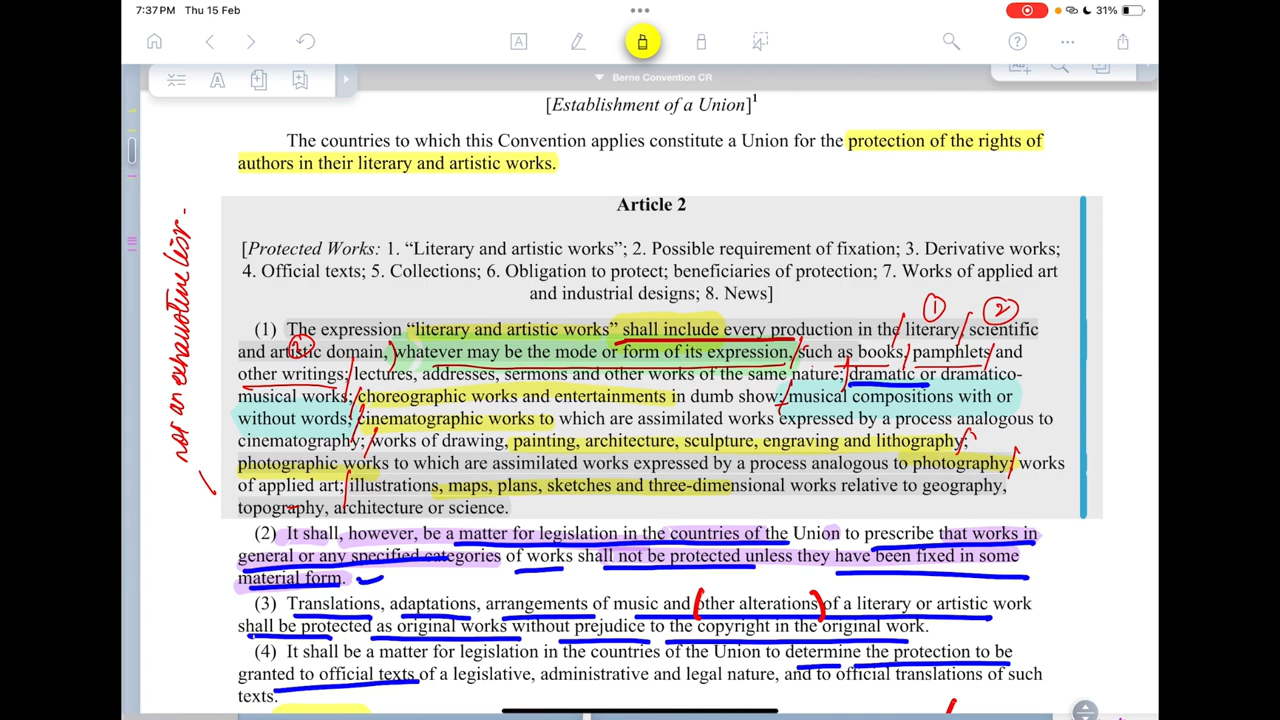 7:37PM Thu 15 Feb
31%
Berne Convention CR
[Establishment of a Union]1
The countries to which this Convention applies constitute a Union for the protection of the rights of
authors in their literary and artistic works.
Article 2
[Protected Works: 1. “Literary and artistic works”; 2. Possible requirement of fixation; 3. Derivative works;
4. Official texts; 5. Collections; 6. Obligation to protect; beneficiaries of protection; 7. Works of applied art
and industrial designs; 8. News]
1 2
(1) The expression “literary and artistic works” shall include every production in the literary, scientific
and artistic domain, whatever may be the mode or form of its expression, such as books, pamphlets and
other writings; lectures, addresses, sermons and other works of the same nature; dramatic or dramatico-
musical works; choreographic works and entertainments in dumb show; musical compositions with or
without words; cinematographic works to which are assimilated works expressed by a process analogous to
cinematography; works of drawing, painting, architecture, sculpture, engraving and lithography;
photographic works to which are assimilated works expressed by a process analogous to photography; works
of applied art; illustrations, maps, plans, sketches and three-dimensional works relative to geography,
topography, architecture or science.
not an exhaustive
(2) It shall, however, be a matter for legislation in the countries of the Union to prescribe that works in
general or any specified categories of works shall not be protected unless they have been fixed in some
material form.
(3) Translations, adaptations, arrangements of music and other alterations of a literary or artistic work
shall be protected as original works without prejudice to the copyright in the original work.
(4) It shall be a matter for legislation in the countries of the Union to determine the protection to be
granted to official texts of a legislative, administrative and legal nature, and to official translations of such
texts.